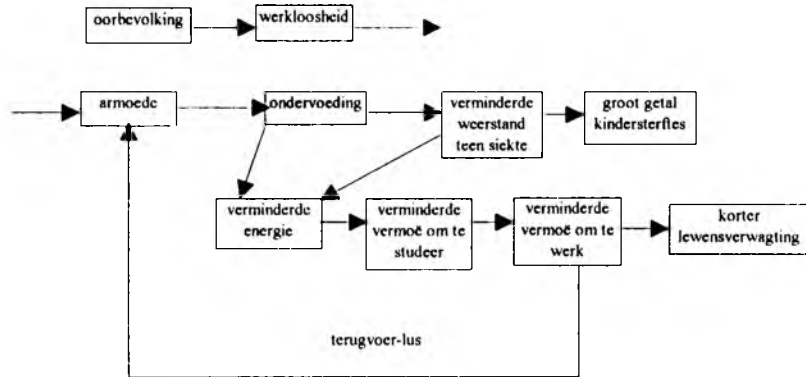 oorbevolking
werkloosheid
armoede
ondervoeding
verminderde
weerstand
teen siekte
groot getal
kindersterftes
verminderde
energie
verminderde
vermoë om te
studeer
verminderde
vermoë om te
werk
korter
lewensverwagting
terugvoer-lus